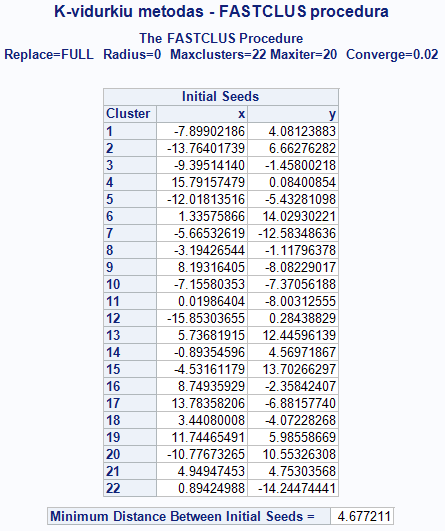 K-vidurkiu metodas - FASTCLUS procedura
The FASTCLUS Procedure
Replace=FULL Radius=0 Maxclusters=22 Maxiter=20 Converge=0.02
Initial Seeds
Cluster x y
1 -7.89902186 4.08123883
2 -13.76401739 6.66276282
3 -9.39514140 -1.45800218
4 15.79157479 0.08400854
5 -12.01813516 -5.43281098
6 1.33575866 14.02930221
7 -5.66532619 -12.58348636
8 -3.19426544 -1.11796378
9 8.19316405 -8.08229017
10 -7.15580353 -7.37056188
11 0.01986404 -8.00312555
12 -15.85303655 0.28438829
13 5.73681915 12.44596139
14 -0.89354596 4.56971867
15 -4.53161179 13.70266297
16 8.74935929 -2.35842407
17 13.78358206 -6.88157740
18 3.44080008 -4.07228268
19 11.74465491 5.98558669
20 -10.77673265 10.55326308
21 4.94947453 4.75303568
22 0.89424988 -14.24474441
Minimum Distance Between Initial Seeds = 4.677211